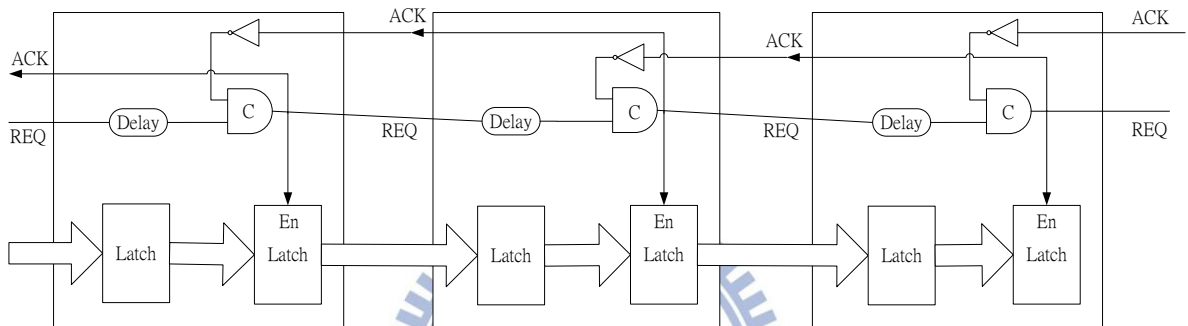 ACK
ACK
ACK
ACK
REQ
Delay
C
REQ
Delay
C
REQ
Delay
C
REQ
Latch
En
Latch
Latch
En
Latch
Latch
En
Latch